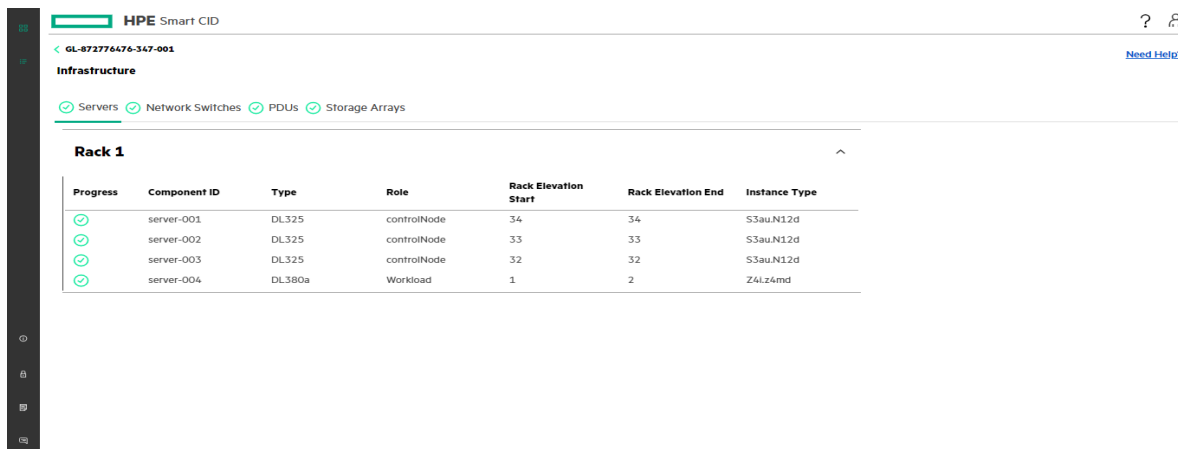 HPE Smart CID
?
< GL-872776476-347-001
Need Help?
Infrastructure
Servers Network Switches PDUs Storage Arrays
Rack 1
Progress Component ID Type Role Rack Elevation Start Rack Elevation End Instance Type
server-001 DL325 controlNode 34 34 S3au.N12d
server-002 DL325 controlNode 33 33 S3au.N12d
server-003 DL325 controlNode 32 32 S3au.N12d
server-004 DL380a Workload 1 2 Z4i.z4md